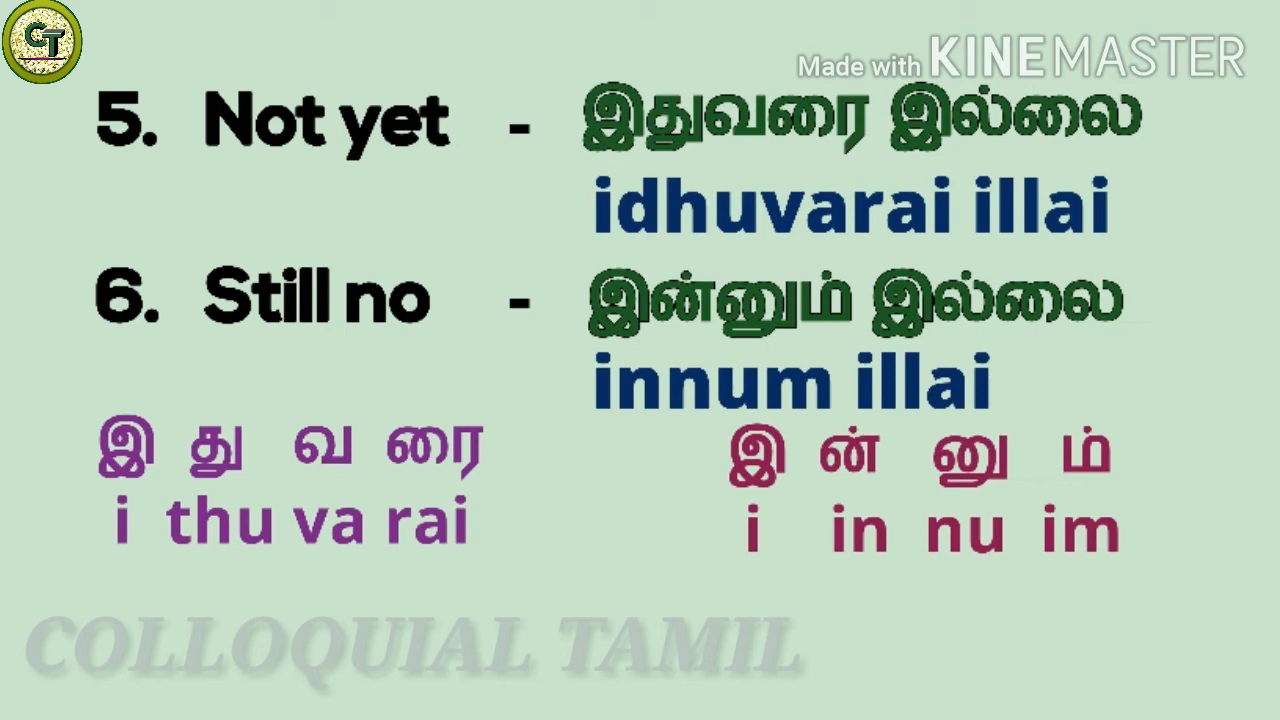 CT
Made with KINEMASTER
5. Not yet - இதுவரை இல்லை
idhuvarai illai
6. Still no - இன்னும் இல்லை
innum illai
இ து வ ரை
i thu va rai
இ ன் னு ம்
i in nu im
COLLOQUIAL TAMIL